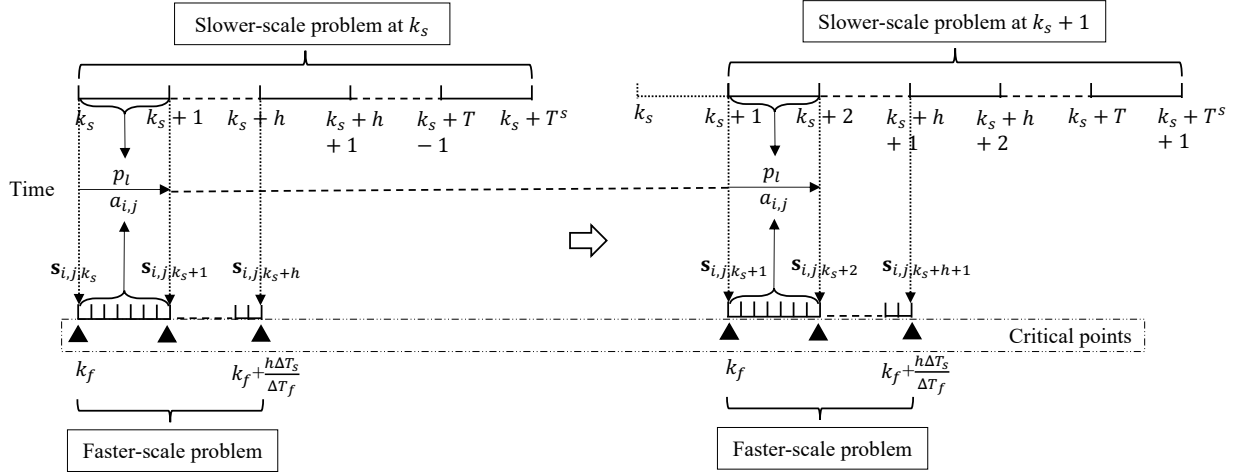 Slower-scale problem at k_s
Slower-scale problem at k_s + 1
k_s k_s + 1 k_s + h k_s + h + 1 k_s + T − 1 k_s + T^s
k_s k_s + 1 k_s + 2 k_s + h + 1 k_s + h + 2 k_s + T k_s + T^s + 1
Time
p_l
a_{i,j}
p_l
a_{i,j}
s_{i,j,k_s} s_{i,j,k_s+1} s_{i,j,k_s+h}
s_{i,j,k_s+1} s_{i,j,k_s+2} s_{i,j,k_s+h+1}
Critical points
k_f k_f+\frac{hΔT_s}{ΔT_f}
k_f k_f+\frac{hΔT_s}{ΔT_f}
Faster-scale problem
Faster-scale problem